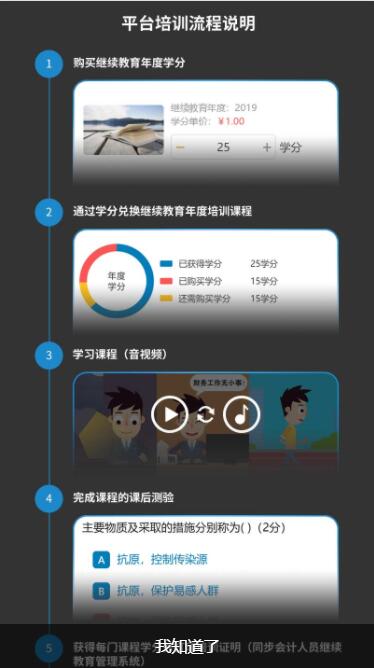 平台培训流程说明
1
购买继续教育年度学分
继续教育年度：2019
学分单价：￥1.00
25
学分
2
通过学分兑换继续教育年度培训课程
年度
学分
已获得学分 25学分
已购买学分 15学分
还需购买学分 15学分
3
学习课程（音视频）
财务工作无小事
4
完成课程的课后测验
主要物质及采取的措施分别称为( )（2分）
A 抗原，控制传染源
B 抗原，保护易感人群
5
获得每门课程学分
证明（同步会计人员继续
教育管理系统）
我知道了